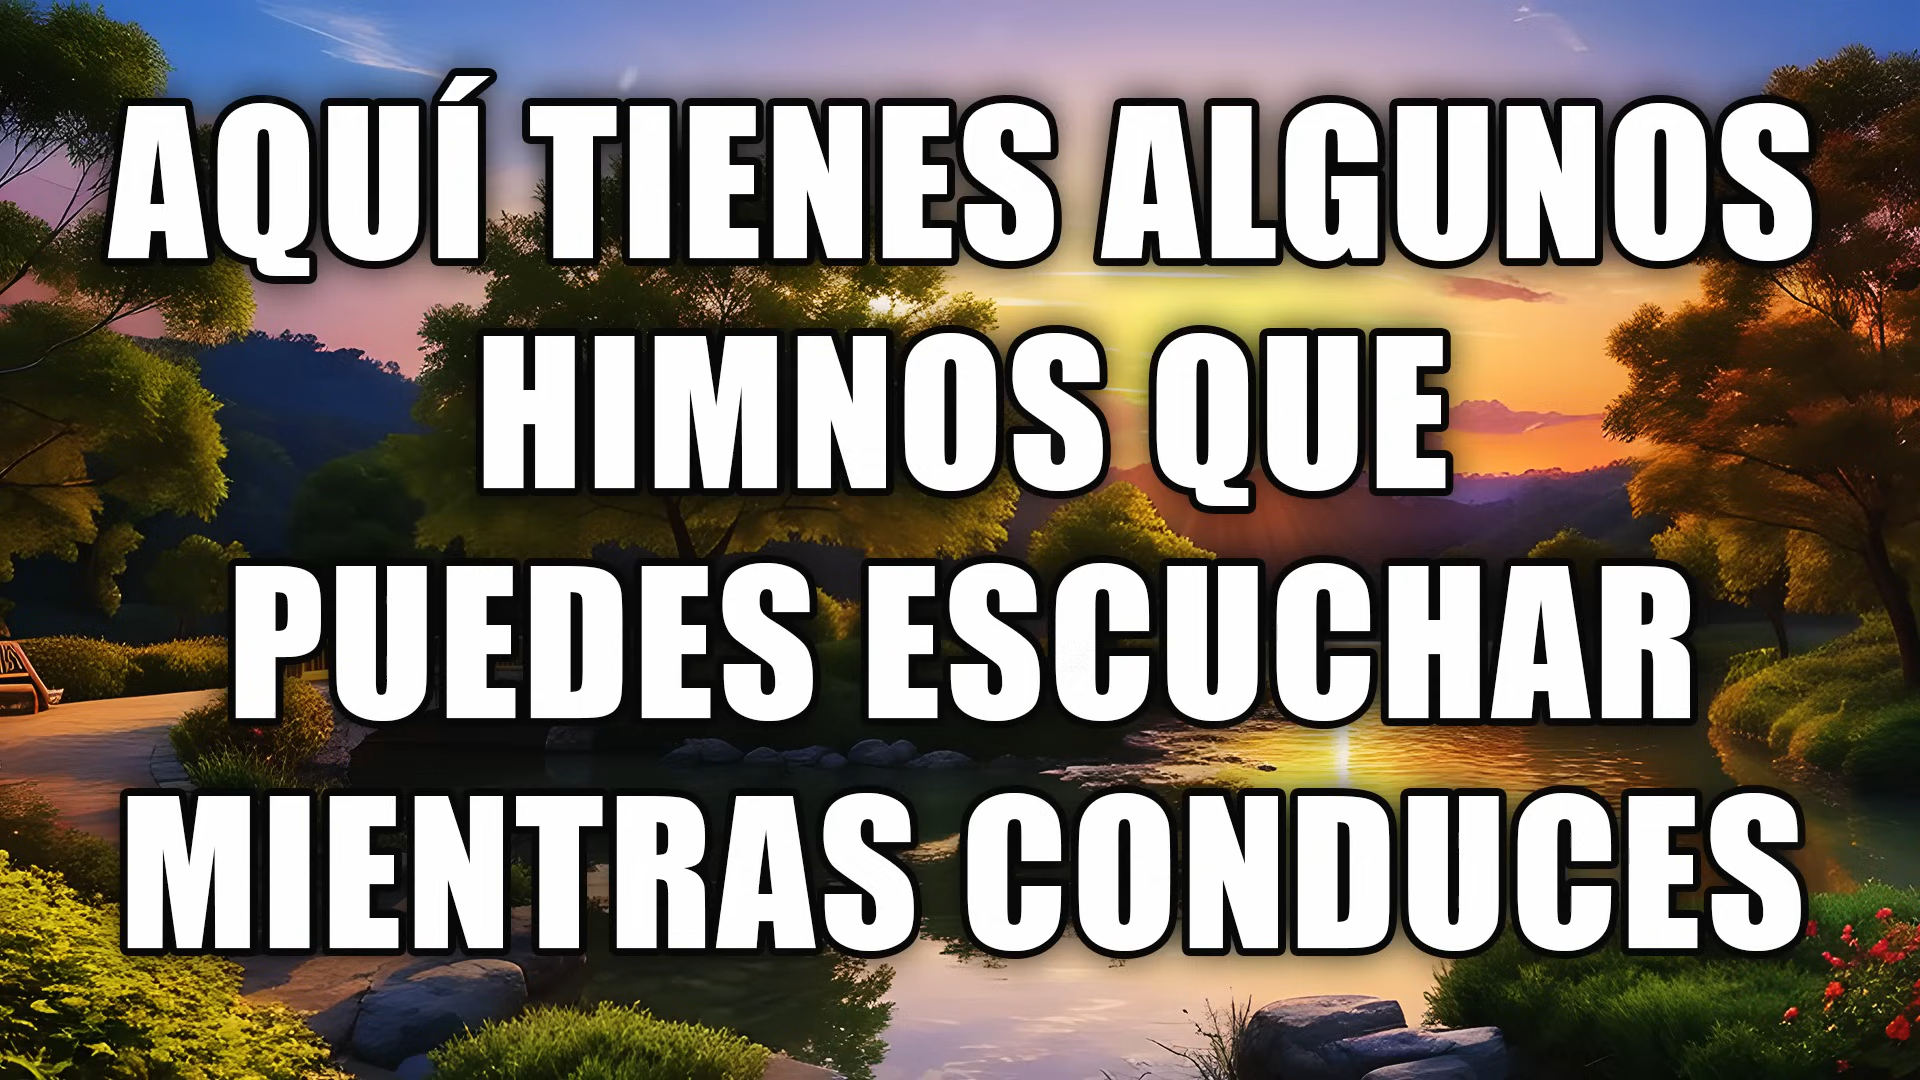 AQUÍ TIENES ALGUNOS
HIMNOS QUE
PUEDES ESCUCHAR
MIENTRAS CONDUCES